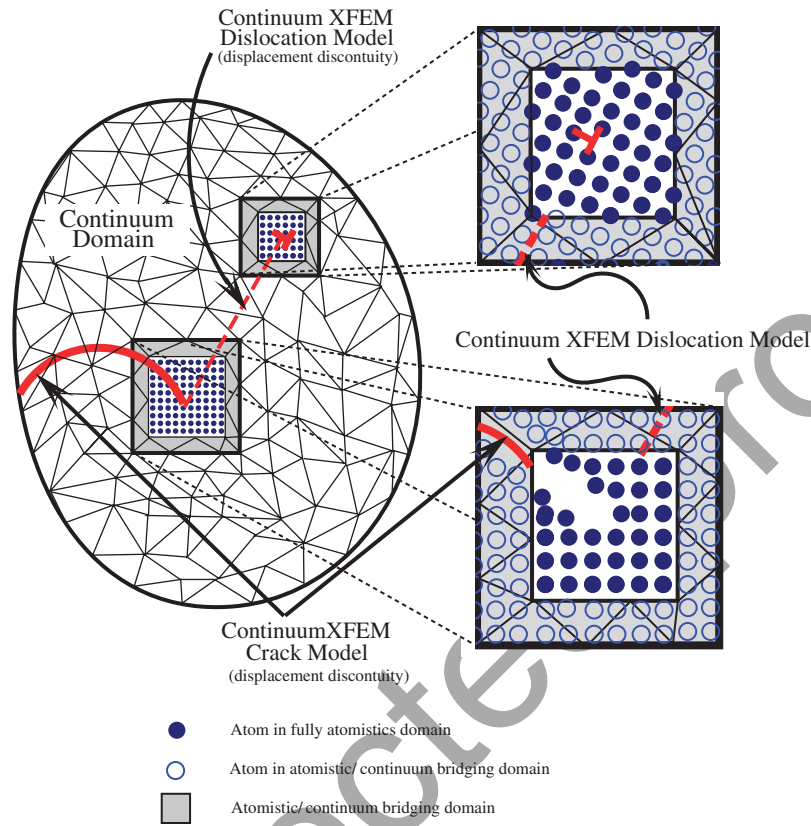 Continuum XFEM
Dislocation Model
(displacement discontuity)
Continuum
Domain
Continuum XFEM Dislocation Model
ContinuumXFEM
Crack Model
(displacement discontuity)
Atom in fully atomistics domain
Atom in atomistic/ continuum bridging domain
Atomistic/ continuum bridging domain